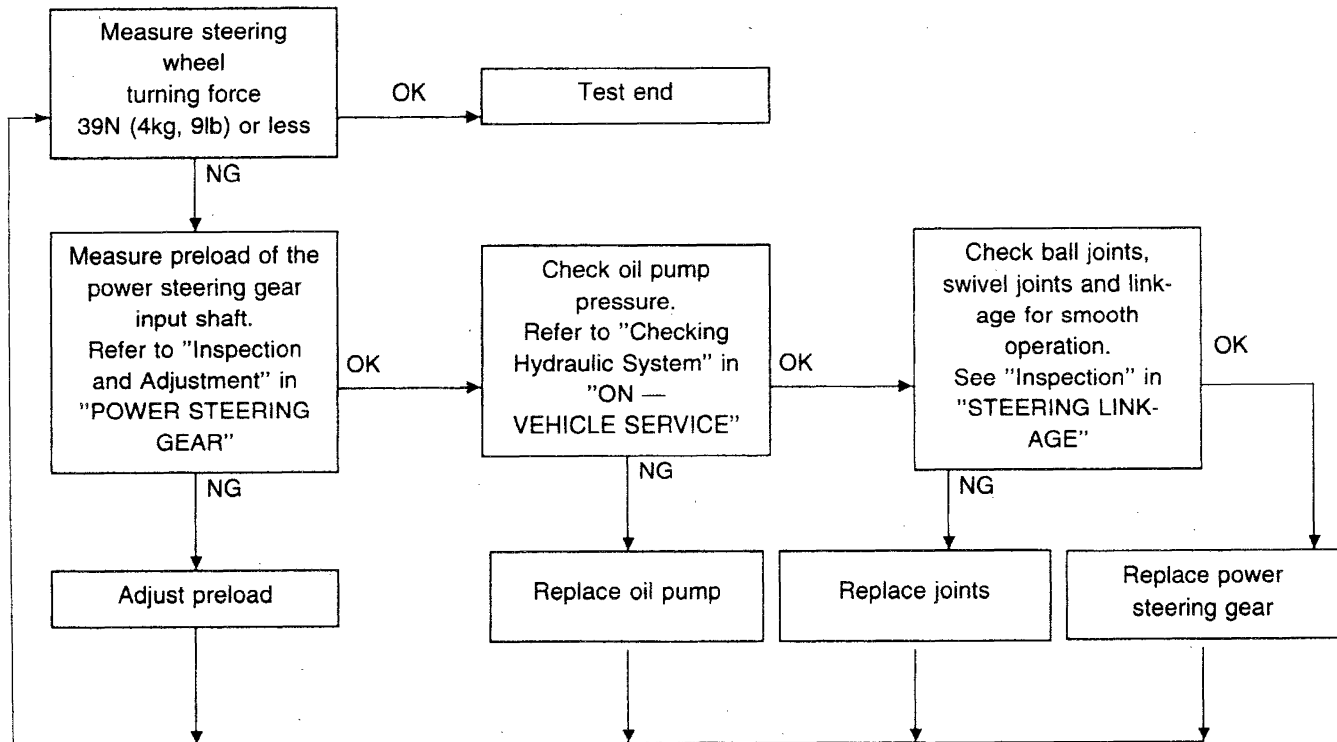 Measure steering
wheel
turning force
39N (4kg, 9lb) or less
OK
Test end
NG
Measure preload of the
power steering gear
input shaft.
Refer to "Inspection
and Adjustment" in
"POWER STEERING
GEAR"
OK
Check oil pump
pressure.
Refer to "Checking
Hydraulic System" in
"ON —
VEHICLE SERVICE"
OK
Check ball joints,
swivel joints and link-
age for smooth
operation.
See "Inspection" in
"STEERING LINK-
AGE"
OK
NG
NG
NG
Adjust preload
Replace oil pump
Replace joints
Replace power
steering gear